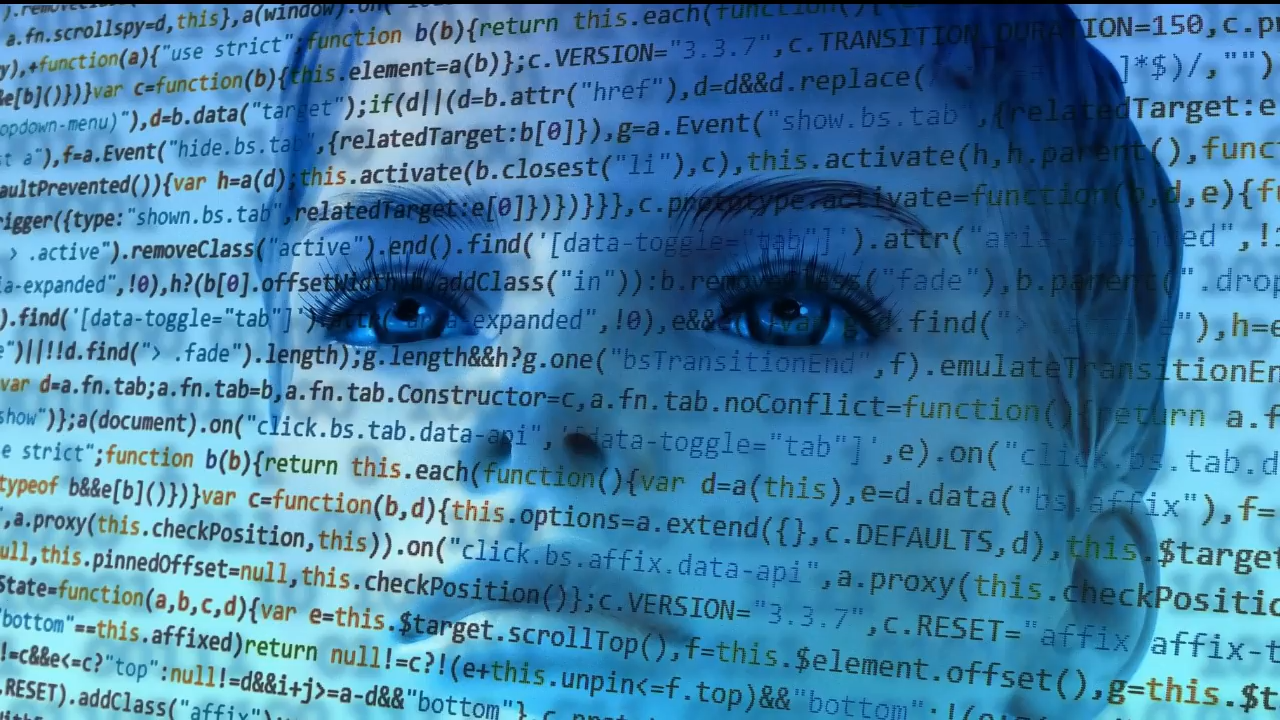 a.fn.scrollspy=d,this},a(window).on(
y),+function(a){"use strict";function b(b){return this.each(function(){
&e[b]()})}var c=function(b){this.element=a(b)};c.VERSION="3.3.7",c.TRANSITION_DURATION=150,c.p
opdown-menu)"),d=b.data("target");if(d||(d=b.attr("href"),d=d&&d.replace( ]*$)/,"")
t a"),f=a.Event("hide.bs.tab",{relatedTarget:b[0]}),g=a.Event("show.bs.tab",{relatedTarget:e
aultPrevented()){var h=a(d);this.activate(b.closest("li"),c),this.activate(h,h.parent(),func
rigger({type:"shown.bs.tab",relatedTarget:e[0]})})}}},c.prototype.activate=function(b,d,e){f
> .active").removeClass("active").end().find('[data-toggle="tab"]').attr("aria-expanded",!
a-expanded",!0),h?(b[0].offsetWidth,b.addClass("in")):b.removeClass("fade"),b.parent(".drop
).find('[data-toggle="tab"]').attr("aria-expanded",!0),e&&e()}var g=d.find("> "),h=e
")||!!d.find("> .fade").length);g.length&&h?g.one("bsTransitionEnd",f).emulateTransitionEn
var d=a.fn.tab;a.fn.tab=b,a.fn.tab.Constructor=c,a.fn.tab.noConflict=function(){return a.f
show")};a(document).on("click.bs.tab.data-api",'[data-toggle="tab"]',e).on("click.bs.tab.d
e strict";function b(b){return this.each(function(){var d=a(this),e=d.data("bs.affix"),f=
typeof b&&e[b]()})}var c=function(b,d){this.options=a.extend({},c.DEFAULTS,d),this.$target
",a.proxy(this.checkPosition,this)).on("click.bs.affix.data-api",a.proxy(this.checkPositio
ull,this.pinnedOffset=null,this.checkPosition()};c.VERSION="3.3.7",c.RESET="affix affix-t
State=function(a,b,c,d){var e=this.$target.scrollTop(),f=this.$element.offset(),g=this.$t
"bottom"==this.affixed)return null!=c?!(e+this.unpin<=f.top)&&"bottom":!(
!=c&&e<=c?"top":null!=d&&i+j>=a-d&&"bottom"},c
.RESET).addClass("affix")